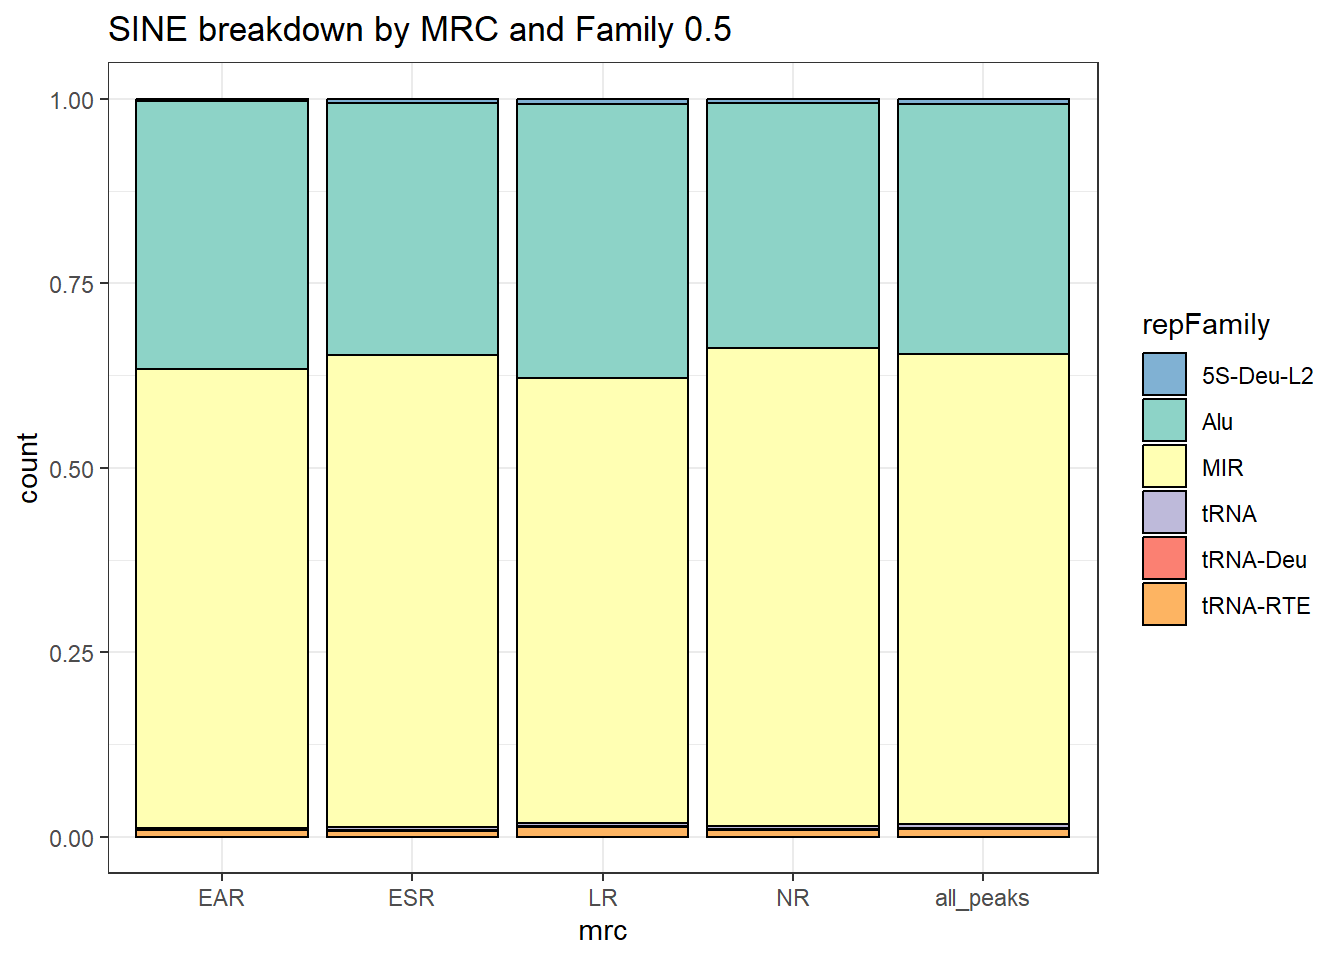 SINE breakdown by MRC and Family 0.5
1.00
0.75
0.50
0.25
0.00
count
EAR
ESR
LR
NR
all_peaks
mrc
repFamily
5S-Deu-L2
Alu
MIR
tRNA
tRNA-Deu
tRNA-RTE